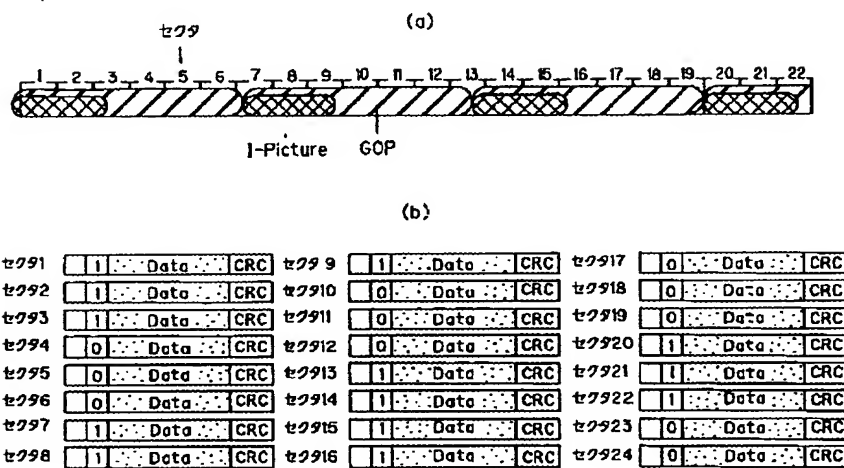 (a)
セクタ
1 2 3 4 5 6 7 8 9 10 11 12 13 14 15 16 17 18 19 20 21 22
I-Picture GOP
(b)
セクタ1 1 Data CRC セクタ9 1 Data CRC セクタ17 0 Data CRC
セクタ2 1 Data CRC セクタ10 0 Data CRC セクタ18 0 Data CRC
セクタ3 1 Data CRC セクタ11 0 Data CRC セクタ19 0 Data CRC
セクタ4 0 Data CRC セクタ12 0 Data CRC セクタ20 1 Data CRC
セクタ5 0 Data CRC セクタ13 1 Data CRC セクタ21 1 Data CRC
セクタ6 0 Data CRC セクタ14 1 Data CRC セクタ22 1 Data CRC
セクタ7 1 Data CRC セクタ15 1 Data CRC セクタ23 0 Data CRC
セクタ8 1 Data CRC セクタ16 1 Data CRC セクタ24 0 Data CRC